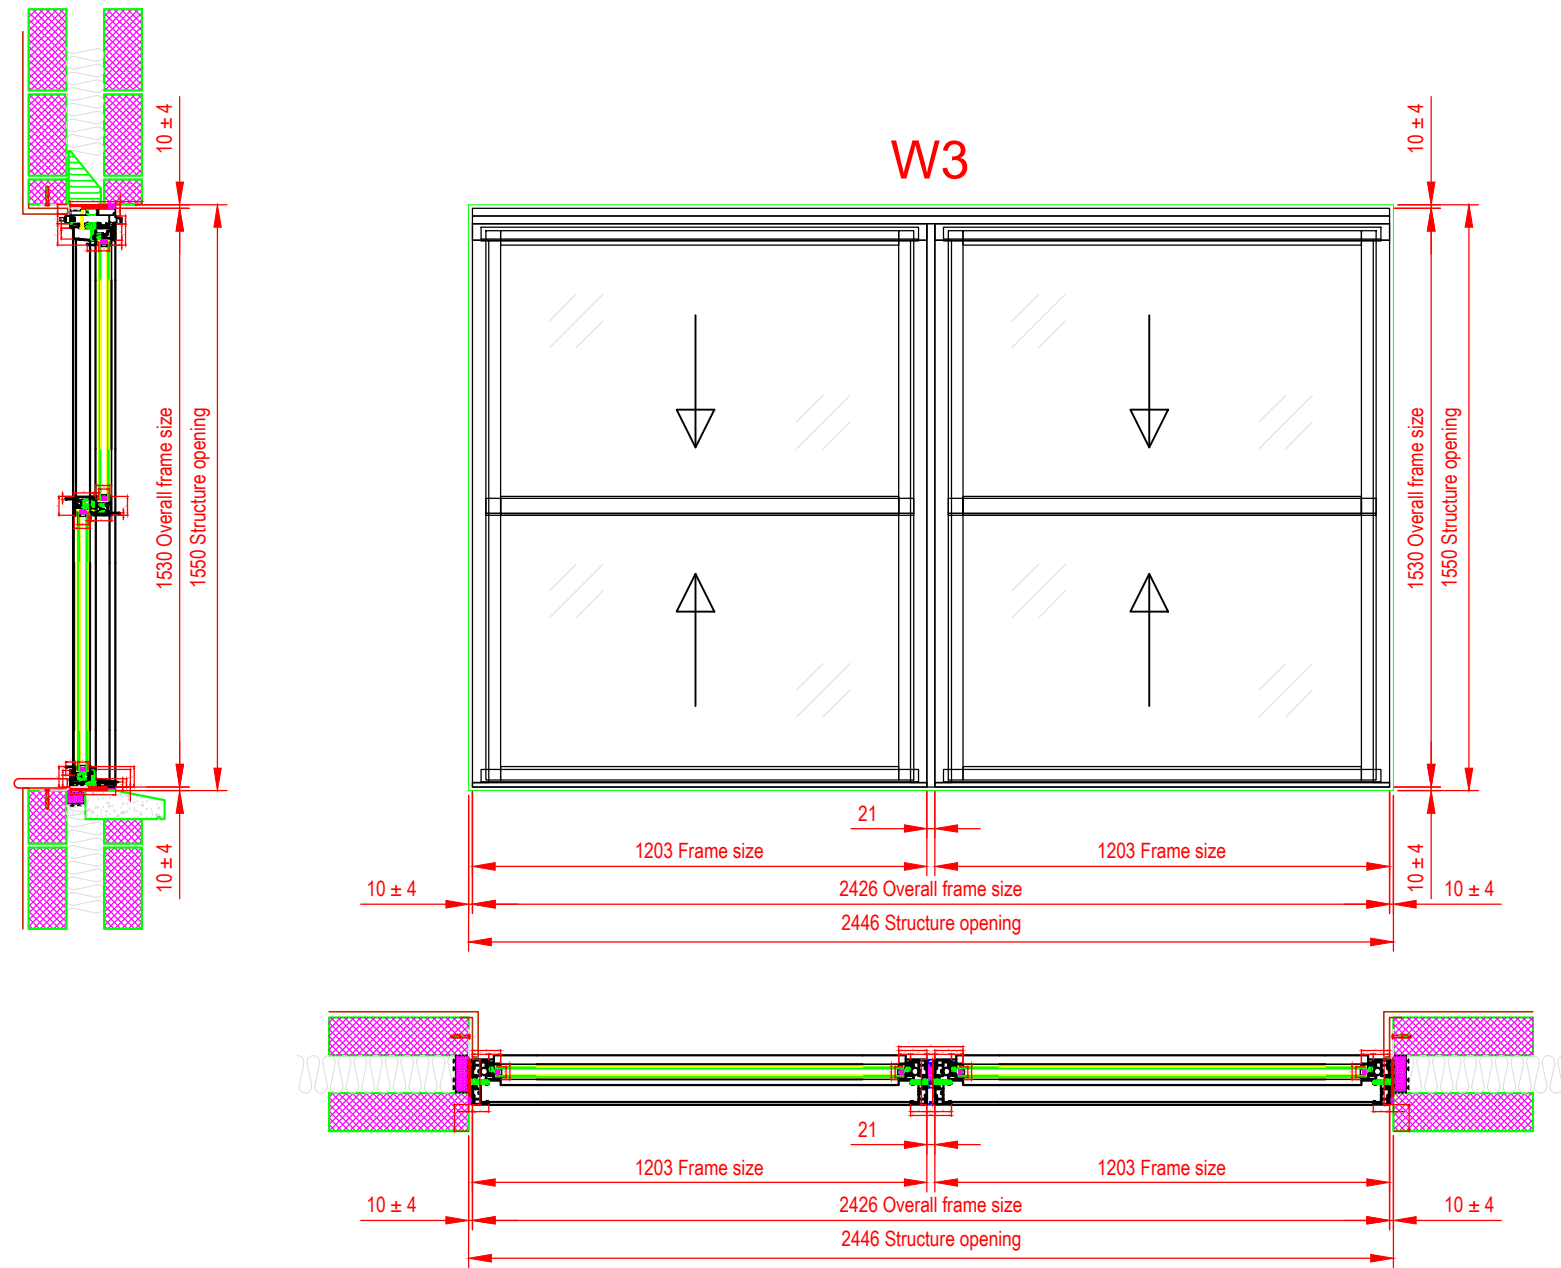 W3
10 ± 4
10 ± 4
1530 Overall frame size
1550 Structure opening
1530 Overall frame size
1550 Structure opening
10 ± 4
10 ± 4
21
1203 Frame size
1203 Frame size
10 ± 4
2426 Overall frame size
10 ± 4
2446 Structure opening
21
1203 Frame size
1203 Frame size
10 ± 4
2426 Overall frame size
10 ± 4
2446 Structure opening